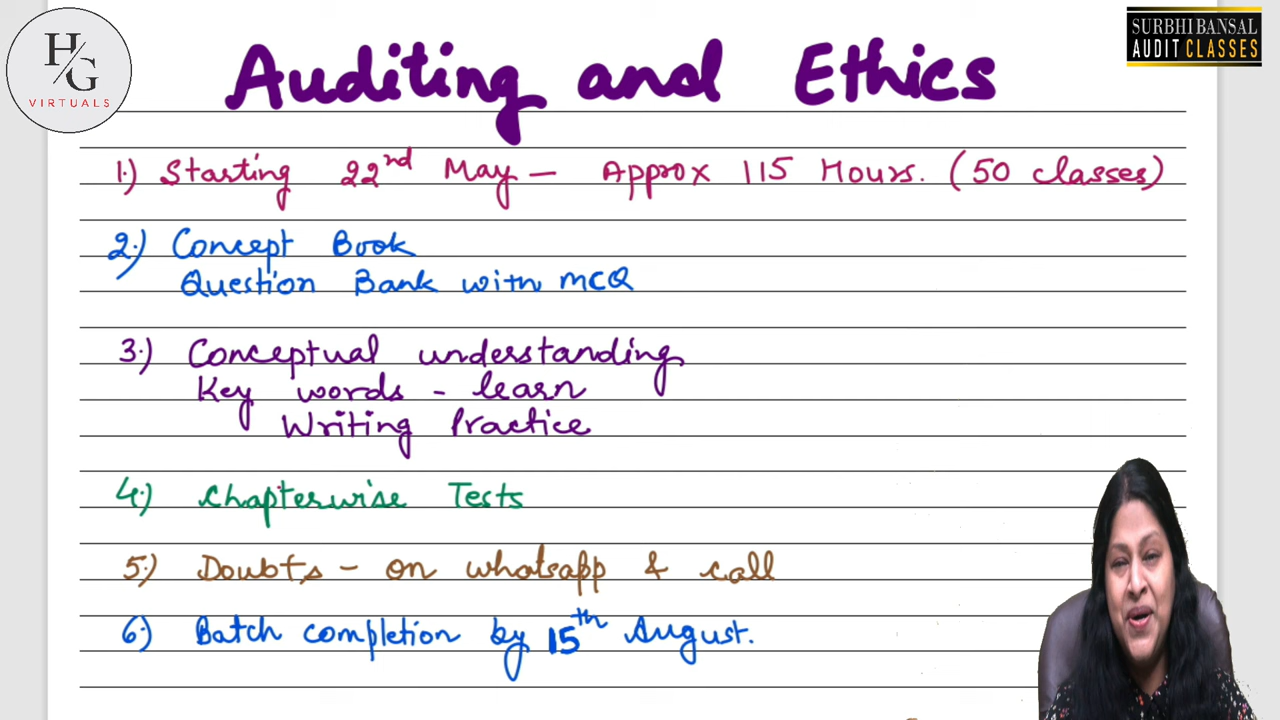 H/G
VIRTUALS
SURBHI BANSAL
AUDIT CLASSES
Auditing and Ethics
1.) Starting 22nd May - Approx 115 Hours. (50 classes)
2.) Concept Book
Question Bank with MCQ
3.) Conceptual understanding
Key words - learn
Writing Practice
4.) Chapterwise Tests
5.) Doubts - on whatsapp & call
6.) Batch completion by 15th August.